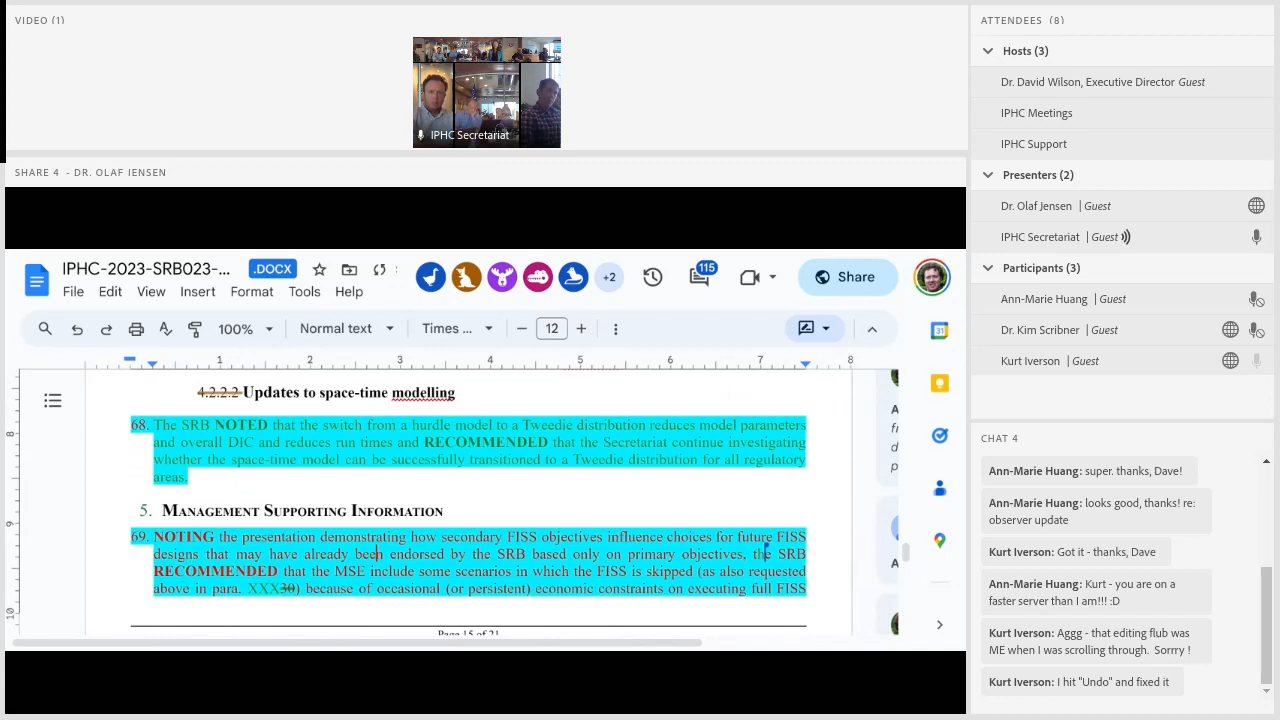 VIDEO (1)
IPHC Secretariat
SHARE 4 - DR. OLAF JENSEN
IPHC-2023-SRB023-...
.DOCX
+2
115
Share
File Edit View Insert Format Tools Help
100%
Normal text
Times ...
12
1 2 3 4 5 6 7 8
31
8
9
10
4.2.2.2 Updates to space-time modelling
68. The SRB NOTED that the switch from a hurdle model to a Tweedie distribution reduces model parameters
and overall DIC and reduces run times and RECOMMENDED that the Secretariat continue investigating
whether the space-time model can be successfully transitioned to a Tweedie distribution for all regulatory
areas.
5. MANAGEMENT SUPPORTING INFORMATION
69. NOTING the presentation demonstrating how secondary FISS objectives influence choices for future FISS
designs that may have already been endorsed by the SRB based only on primary objectives, the SRB
RECOMMENDED that the MSE include some scenarios in which the FISS is skipped (as also requested
above in para. XXX30) because of occasional (or persistent) economic constraints on executing full FISS
Page 15 of 21
ATTENDEES (8)
Hosts (3)
Dr. David Wilson, Executive Director Guest
IPHC Meetings
IPHC Support
Presenters (2)
Dr. Olaf Jensen | Guest
IPHC Secretariat | Guest
Participants (3)
Ann-Marie Huang | Guest
Dr. Kim Scribner | Guest
Kurt Iverson | Guest
CHAT 4
Ann-Marie Huang: super. thanks, Dave!
Ann-Marie Huang: looks good, thanks! re:
observer update
Kurt Iverson: Got it - thanks, Dave
Ann-Marie Huang: Kurt - you are on a
faster server than I am!!! :D
Kurt Iverson: Aggg - that editing flub was
ME when I was scrolling through. Sorrry !
Kurt Iverson: I hit "Undo" and fixed it